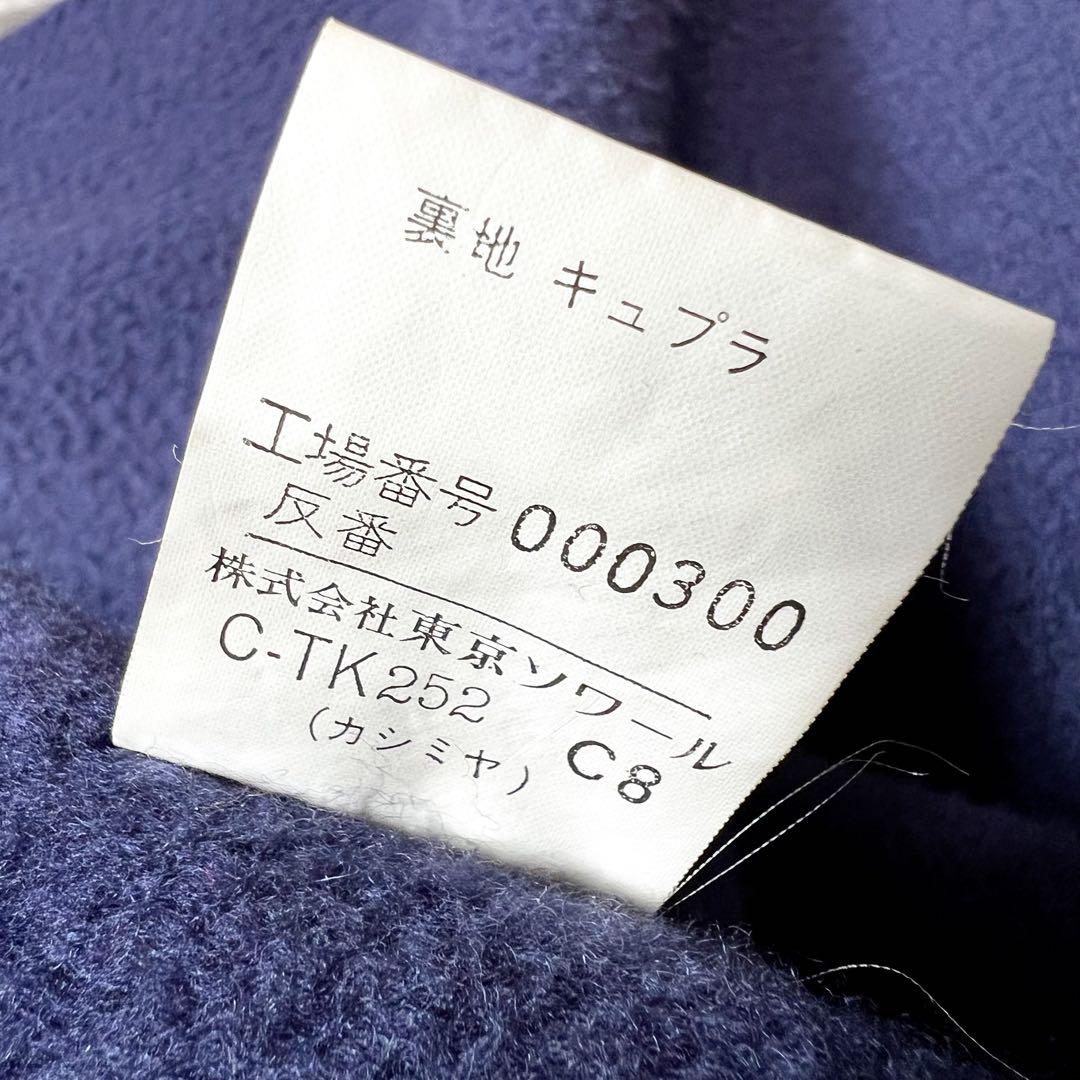 裏地 キュプラ
工場番号 000300
反番
株式会社東京ソワール
C-TK252 C8
(カシミヤ)